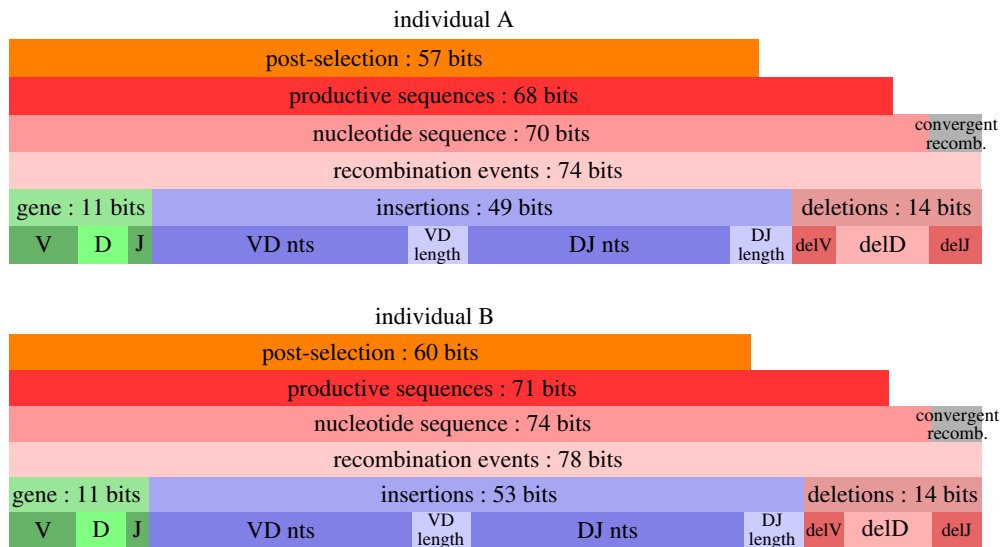 individual A
post-selection : 57 bits
productive sequences : 68 bits
nucleotide sequence : 70 bits
convergent
recomb.
recombination events : 74 bits
gene : 11 bits
insertions : 49 bits
deletions : 14 bits
V
D
J
VD nts
VD
length
DJ nts
DJ
length
delV
delD
delJ
individual B
post-selection : 60 bits
productive sequences : 71 bits
nucleotide sequence : 74 bits
convergent
recomb.
recombination events : 78 bits
gene : 11 bits
insertions : 53 bits
deletions : 14 bits
V
D
J
VD nts
VD
length
DJ nts
DJ
length
delV
delD
delJ